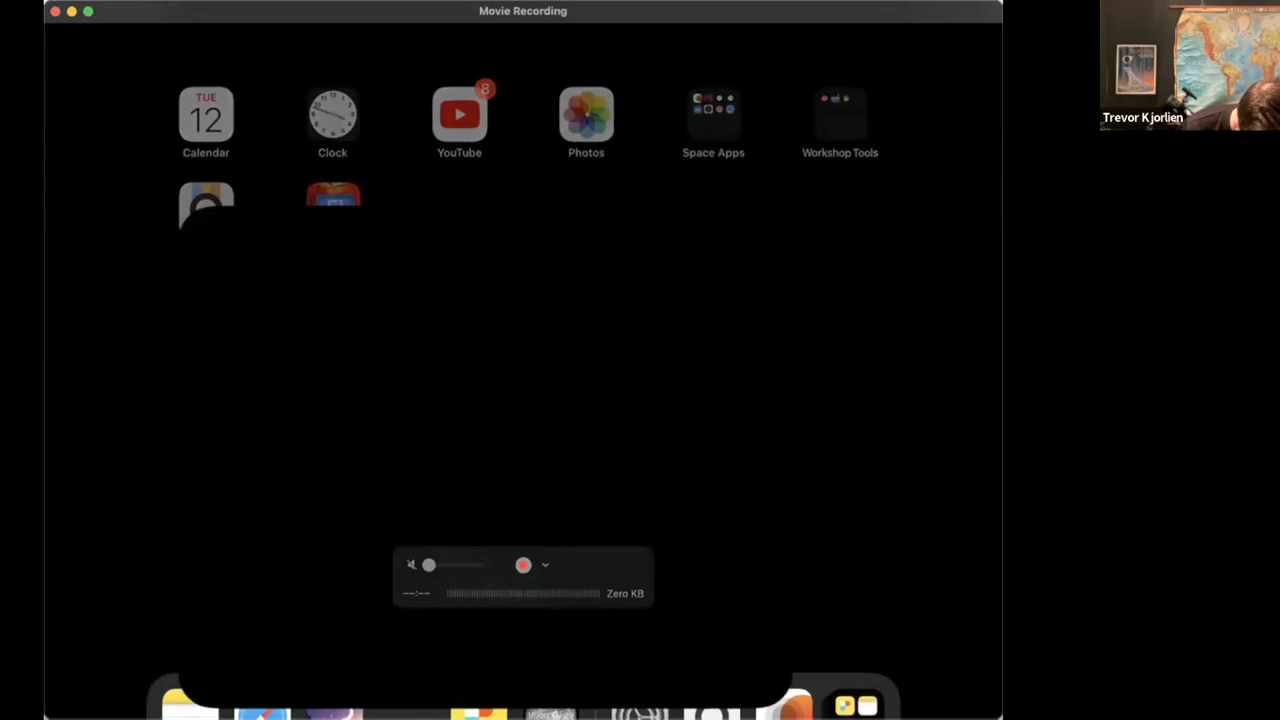 Movie Recording
8
TUE
12
Calendar
Clock
YouTube
Photos
Space Apps
Workshop Tools
Trevor Kjorlien
--:--
Zero KB